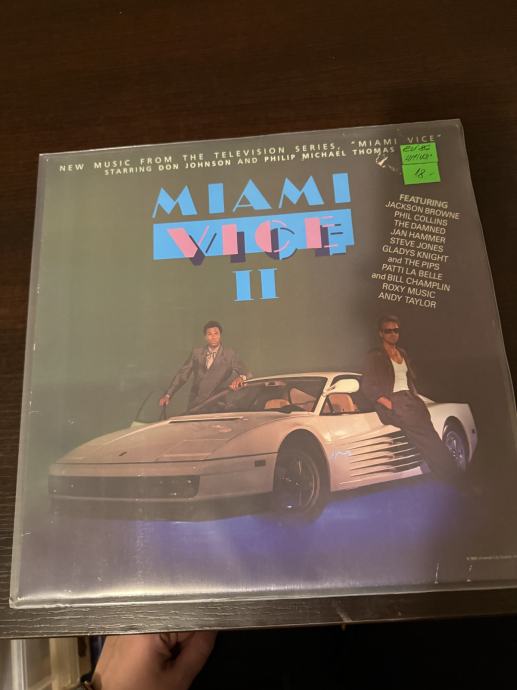 NEW MUSIC FROM THE TELEVISION SERIES, "MIAMI VICE"
STARRING DON JOHNSON AND PHILIP MICHAEL THOMAS
MIAMI
VICE
II
18.-
FEATURING
JACKSON BROWNE
PHIL COLLINS
THE DAMNED
JAN HAMMER
STEVE JONES
GLADYS KNIGHT
and THE PIPS
PATTI LA BELLE
and BILL CHAMPLIN
ROXY MUSIC
ANDY TAYLOR